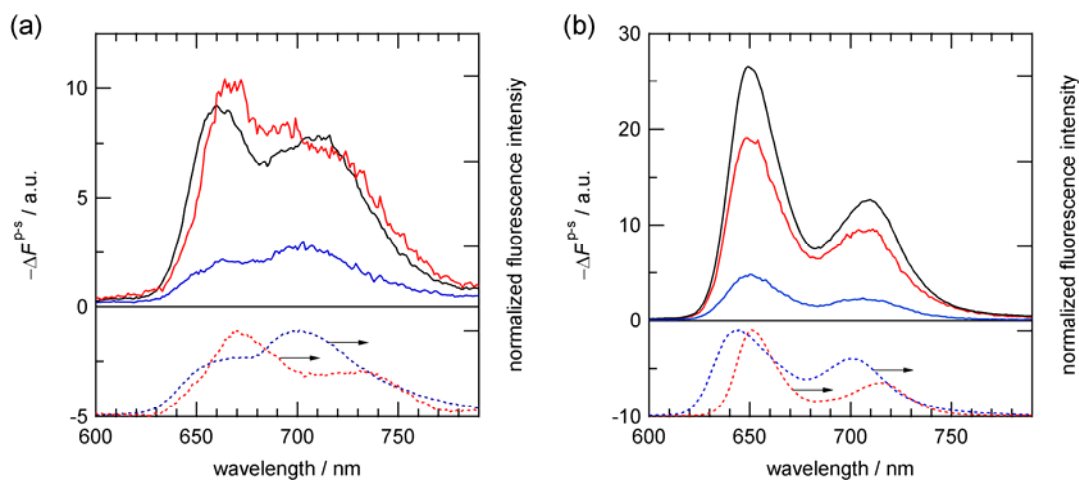 (a)
10
5
0
-5
−ΔF^p-s / a.u.
600
650
700
750
wavelength / nm
normalized fluorescence intensiy
(b)
30
20
10
0
-10
−ΔF^p-s / a.u.
600
650
700
750
wavelength / nm
normalized fluorescence intensity